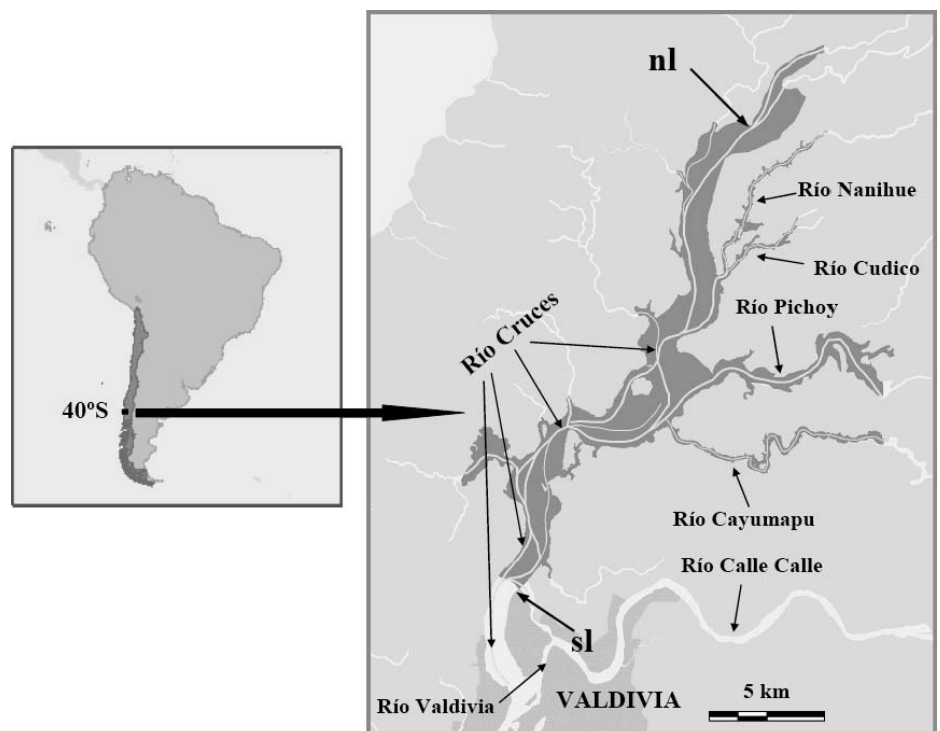 nl
Río Nanihue
Río Cudico
Río Pichoy
Río Cruces
40ºS
Río Cayumapu
Río Calle Calle
sl
Río Valdivia
VALDIVIA
5 km